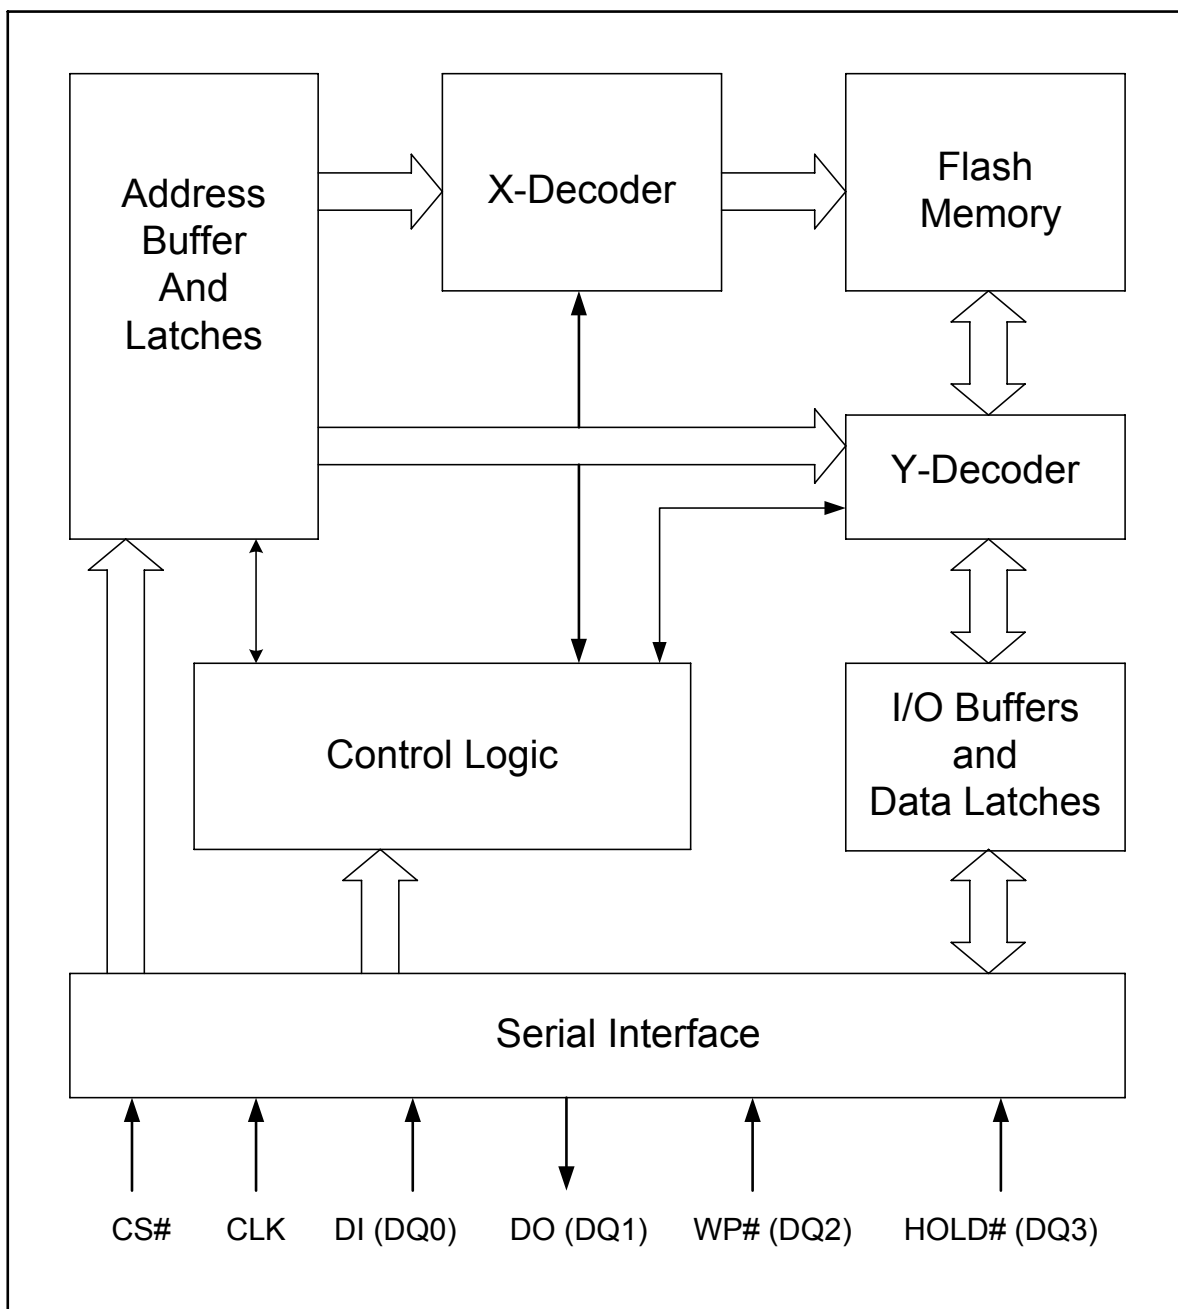 Address
Buffer
And
Latches
X-Decoder
Flash
Memory
Y-Decoder
Control Logic
I/O Buffers
and
Data Latches
Serial Interface
CS# CLK DI (DQ0) DO (DQ1) WP# (DQ2) HOLD# (DQ3)